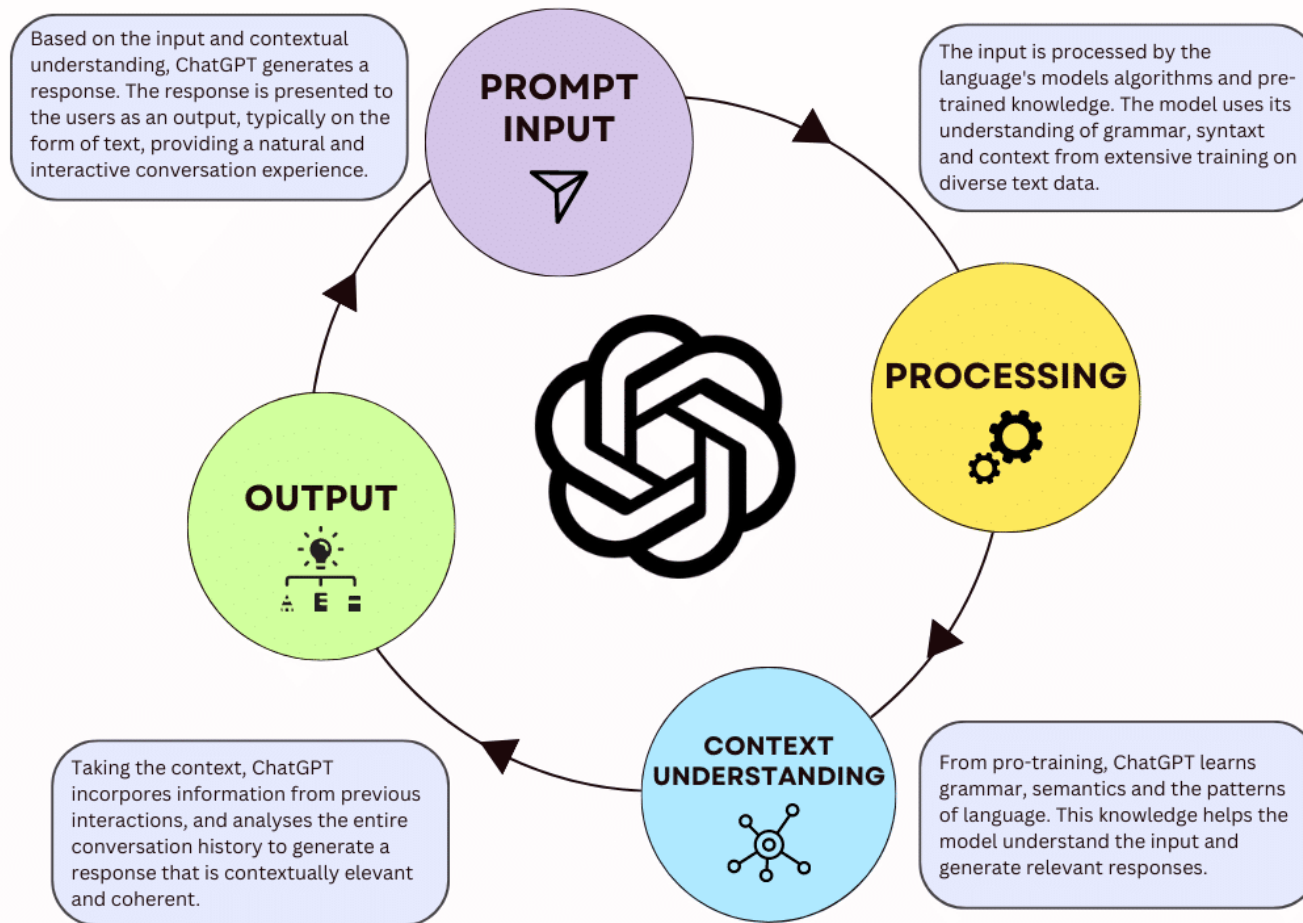 Based on the input and contextual
understanding, ChatGPT generates a
response. The response is presented to
the users as an output, typically on the
form of text, providing a natural and
interactive conversation experience.
PROMPT
INPUT
The input is processed by the
language's models algorithms and pre-
trained knowledge. The model uses its
understanding of grammar, syntaxt
and context from extensive training on
diverse text data.
PROCESSING
OUTPUT
CONTEXT
UNDERSTANDING
Taking the context, ChatGPT
incorpores information from previous
interactions, and analyses the entire
conversation history to generate a
response that is contextually elevant
and coherent.
From pro-training, ChatGPT learns
grammar, semantics and the patterns
of language. This knowledge helps the
model understand the input and
generate relevant responses.